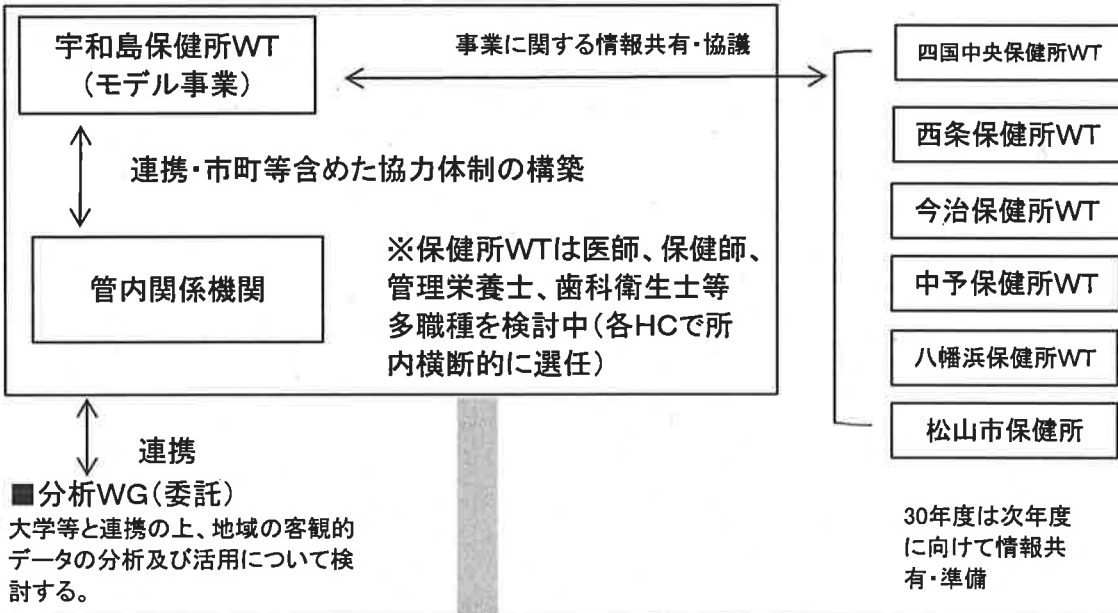 宇和島保健所WT
(モデル事業)
事業に関する情報共有・協議
連携・市町等含めた協力体制の構築
管内関係機関
※保健所WTは医師、保健師、
管理栄養士、歯科衛生士等
多職種を検討中(各HCで所
内横断的に選任)
四国中央保健所WT
西条保健所WT
今治保健所WT
中予保健所WT
八幡浜保健所WT
松山市保健所
連携
■分析WG(委託)
大学等と連携の上、地域の客観的
データの分析及び活用について検
討する。
30年度は次年度
に向けて情報共
有・準備